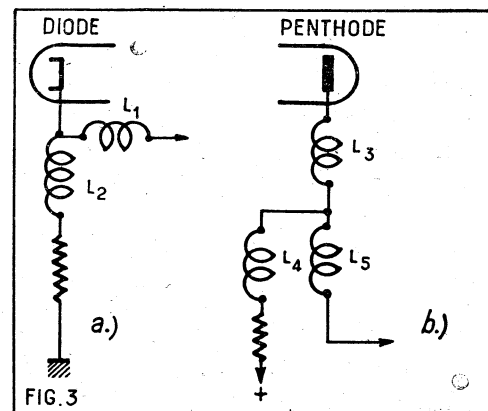 DIODE
PENTHODE
L1
L2
L3
L4
L5
a.)
b.)
+
FIG.3